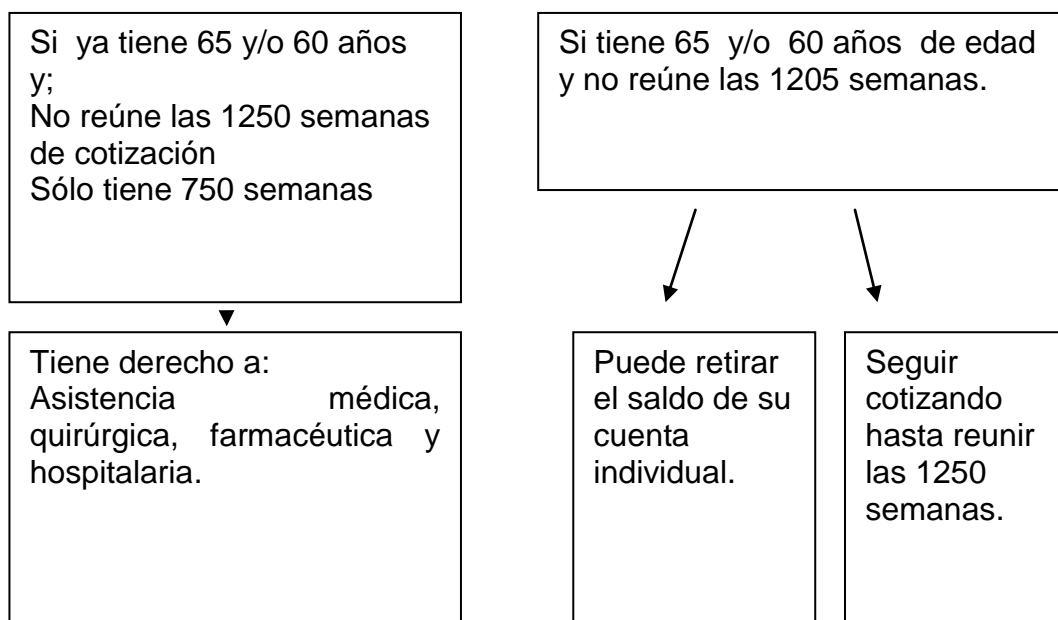 Si ya tiene 65 y/o 60 años
y;
No reúne las 1250 semanas
de cotización
Sólo tiene 750 semanas
Si tiene 65 y/o 60 años de edad
y no reúne las 1205 semanas.
Tiene derecho a:
Asistencia médica,
quirúrgica, farmacéutica y
hospitalaria.
Puede retirar
el saldo de su
cuenta
individual.
Seguir
cotizando
hasta reunir
las 1250
semanas.